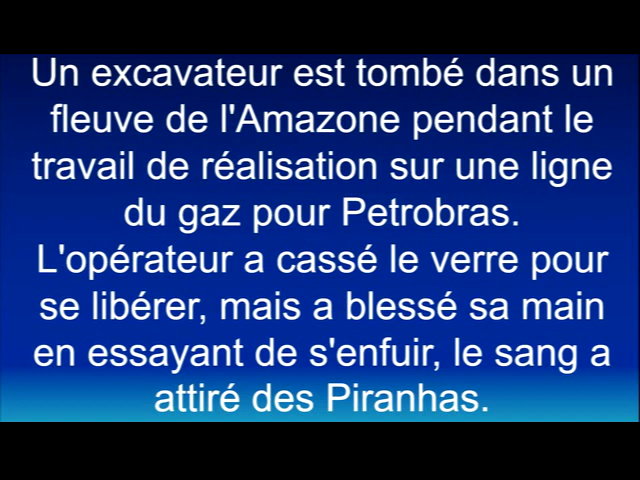 Un excavateur est tombé dans un
fleuve de l'Amazone pendant le
travail de réalisation sur une ligne
du gaz pour Petrobras.
L'opérateur a cassé le verre pour
se libérer, mais a blessé sa main
en essayant de s'enfuir, le sang a
attiré des Piranhas.